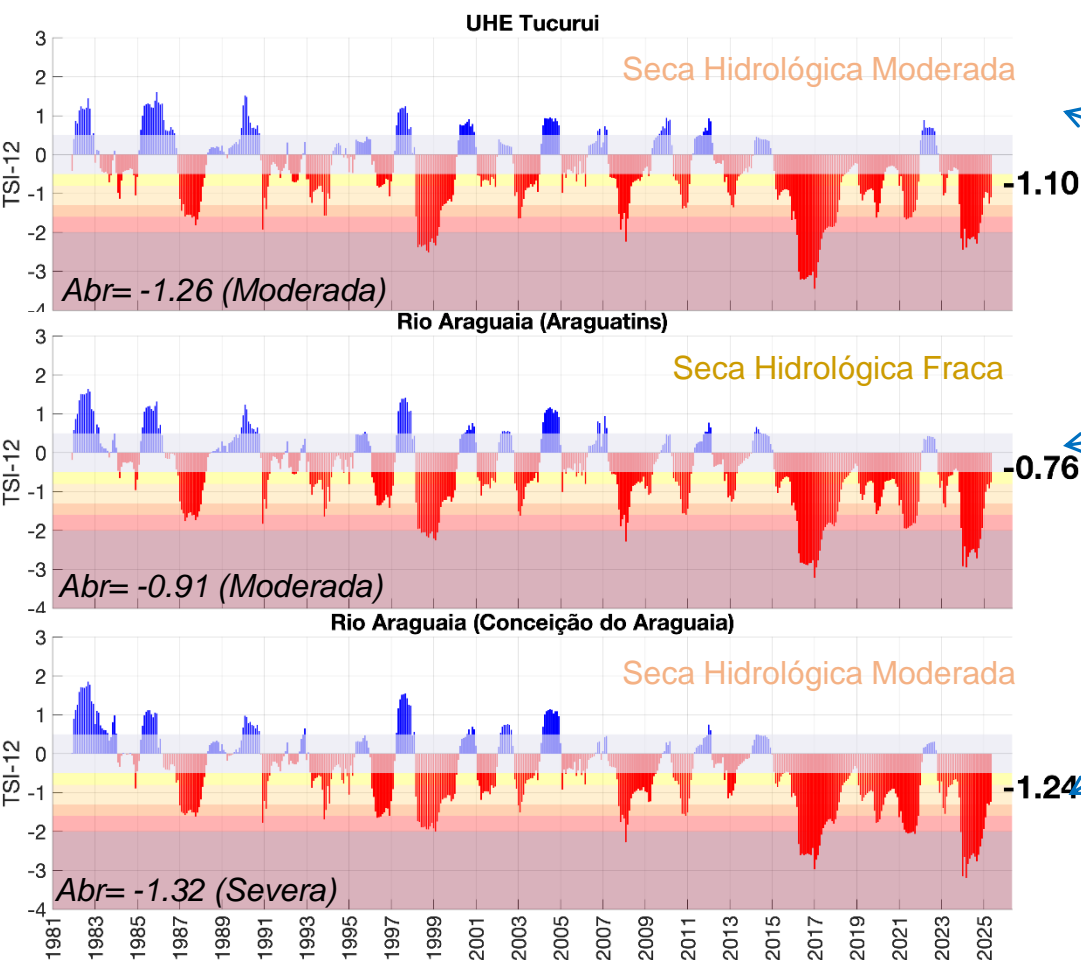 UHE Tucurui
3
Seca Hidrológica Moderada
2
1
0
TSI-12
-1
-1.10
-2
-3
Abr= -1.26 (Moderada)
-4
Rio Araguaia (Araguatins)
3
Seca Hidrológica Fraca
2
1
0
TSI-12
-0.76
-1
-2
-3
Abr= -0.91 (Moderada)
-4
Rio Araguaia (Conceição do Araguaia)
3
Seca Hidrológica Moderada
2
1
0
TSI-12
-1
-1.24
-2
-3
Abr= -1.32 (Severa)
-4
1981 1983 1985 1987 1989 1991 1993 1995 1997 1999 2001 2003 2005 2007 2009 2011 2013 2015 2017 2019 2021 2023 2025